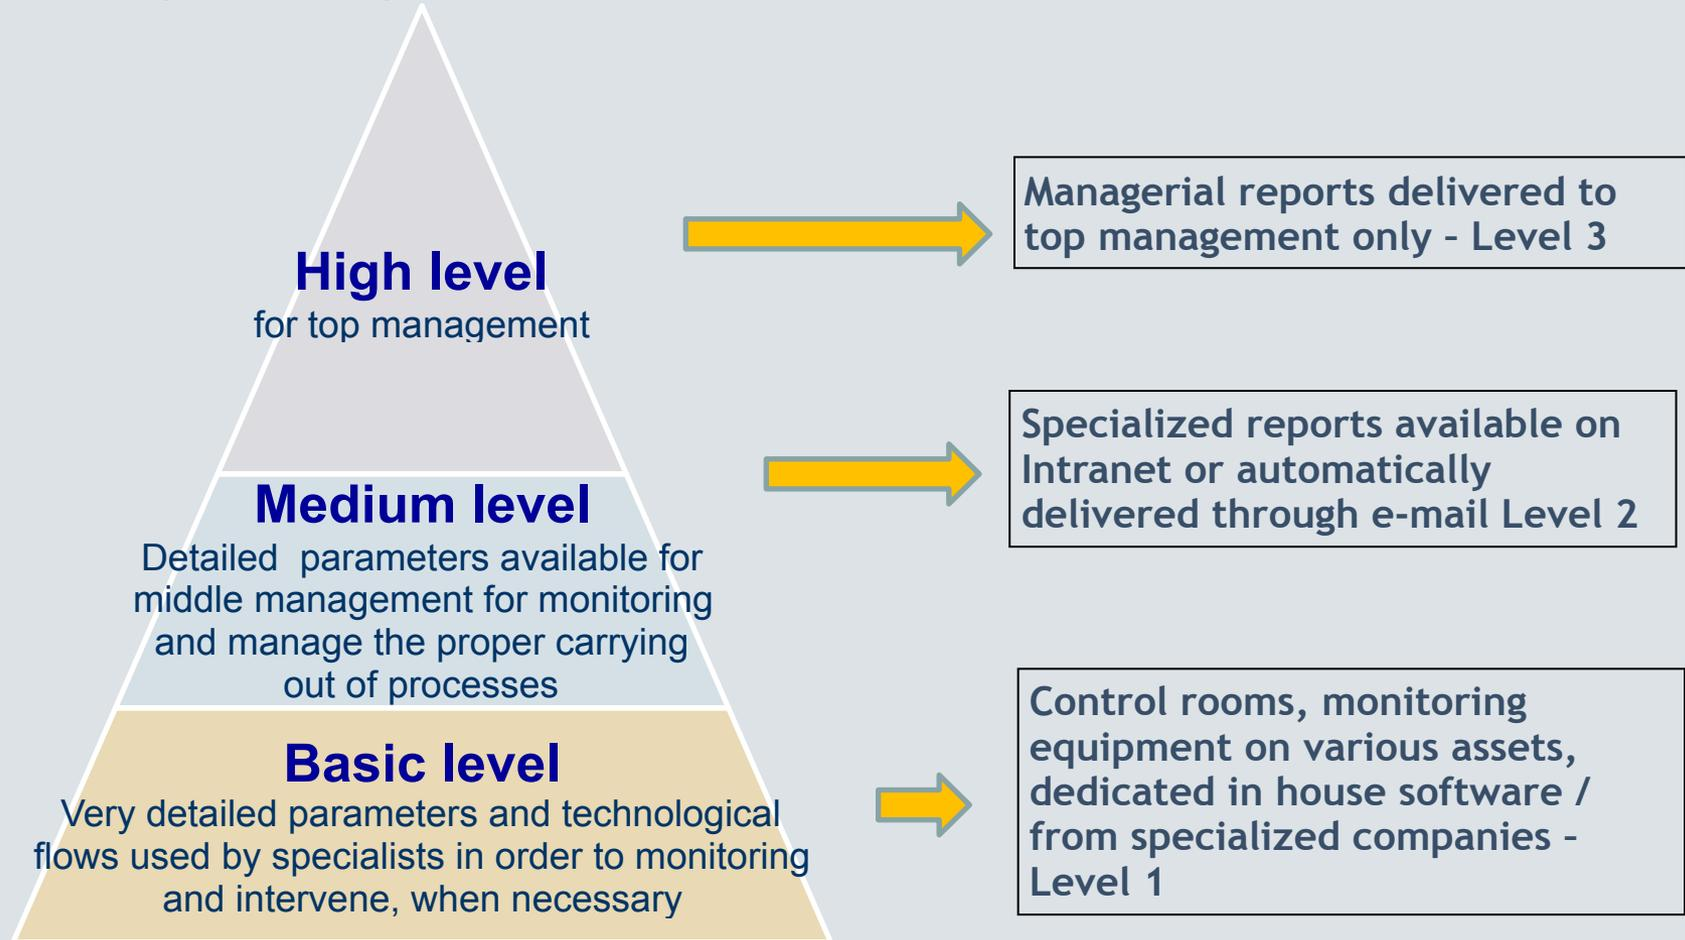 High level
for top management
Managerial reports delivered to
top management only – Level 3
Medium level
Detailed  parameters available for
middle management for monitoring
and manage the proper carrying
out of processes
Specialized reports available on
Intranet or automatically
delivered through e-mail Level 2
Basic level
Very detailed parameters and technological
flows used by specialists in order to monitoring
and intervene, when necessary
Control rooms, monitoring
equipment on various assets,
dedicated in house software /
from specialized companies –
Level 1